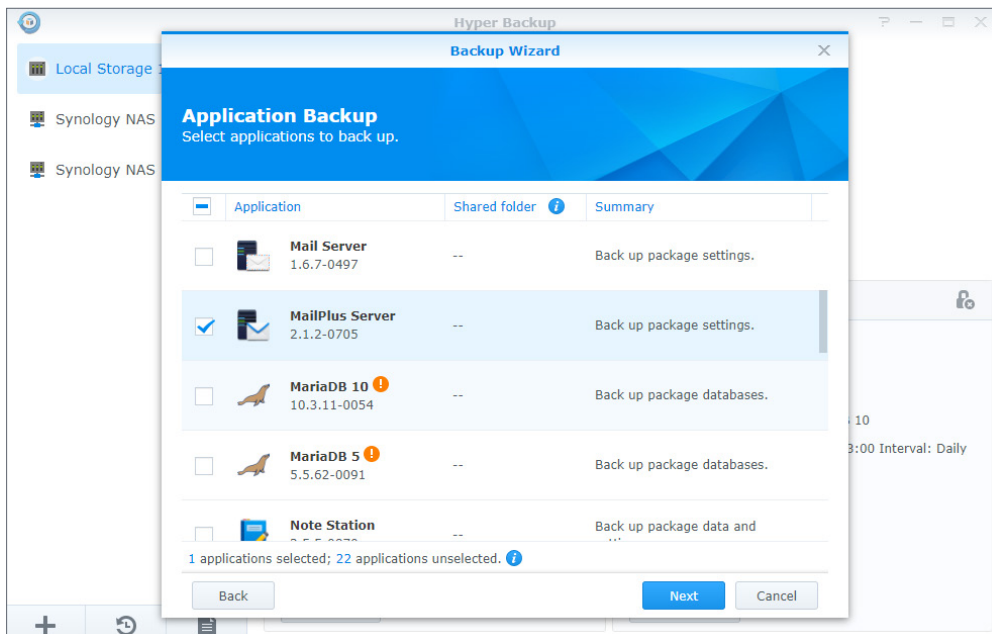 Hyper Backup
Local Storage
Synology NAS
Synology NAS
Backup Wizard
Application Backup
Select applications to back up.
Application Shared folder Summary
Mail Server
1.6.7-0497
--
Back up package settings.
MailPlus Server
2.1.2-0705
--
Back up package settings.
MariaDB 10
10.3.11-0054
--
Back up package databases.
MariaDB 5
5.5.62-0091
--
Back up package databases.
Note Station
--
Back up package data and
1 applications selected; 22 applications unselected.
Back Next Cancel
10
:00 Interval: Daily